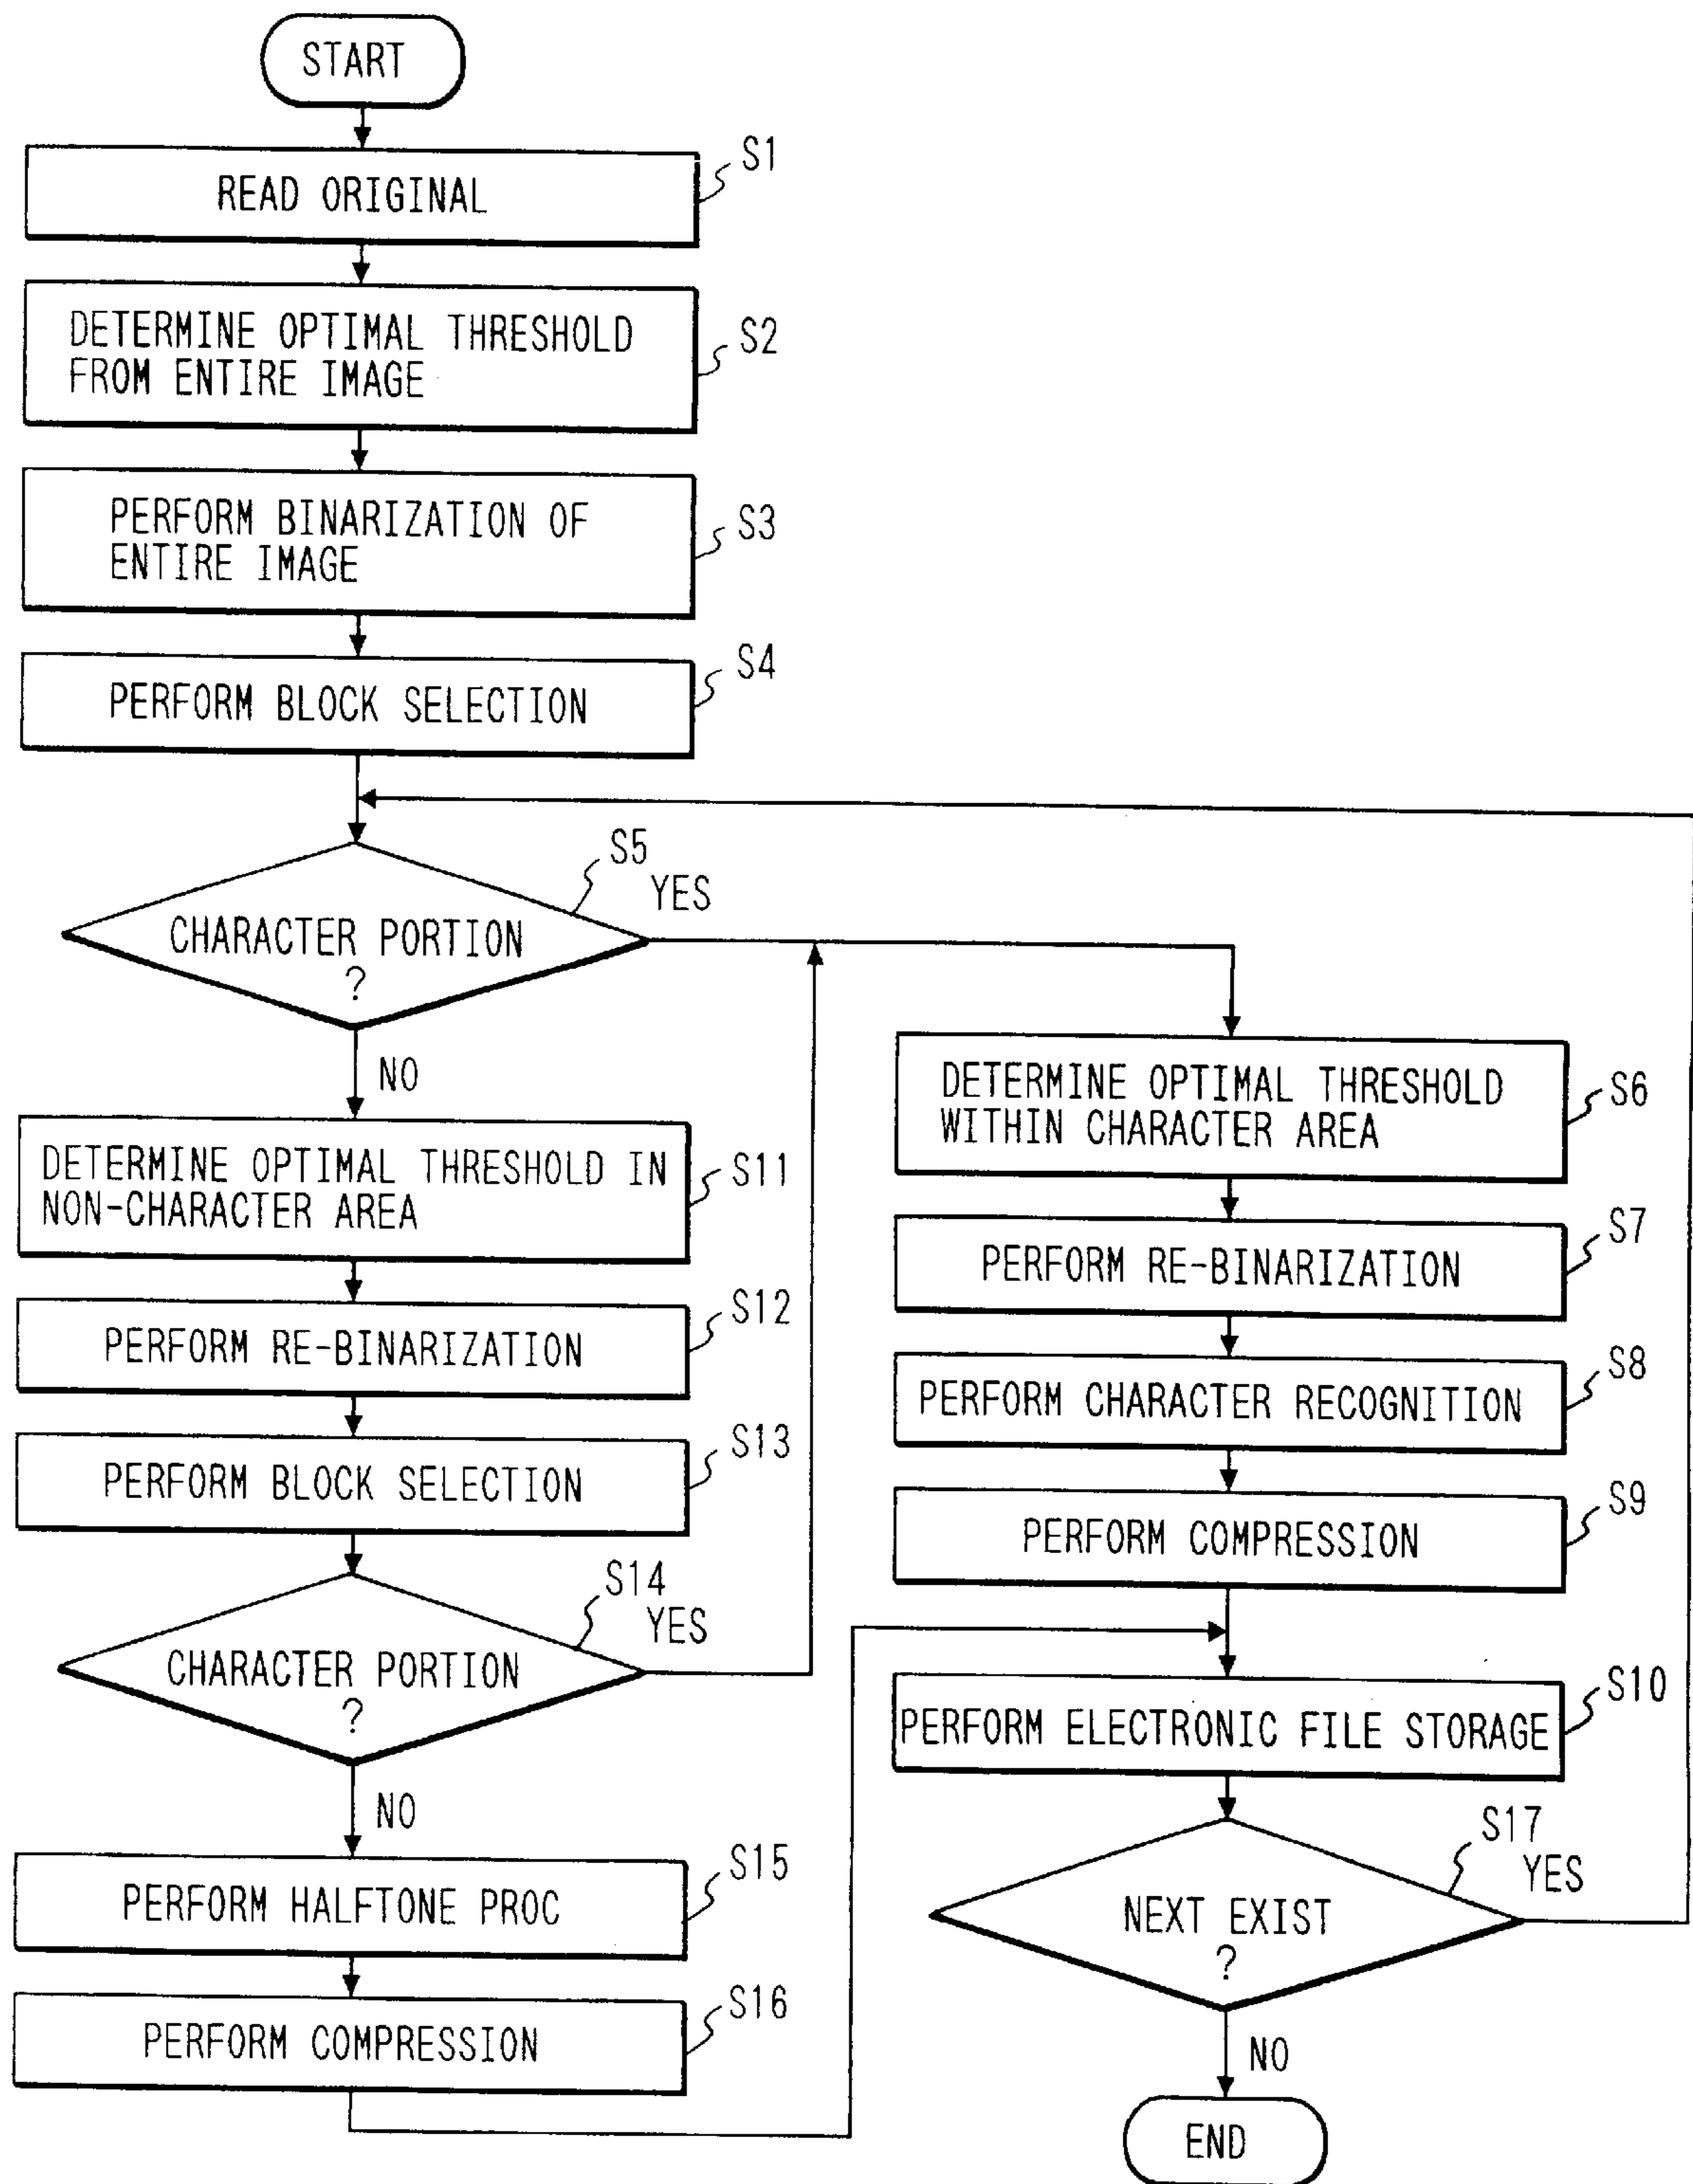 START
READ ORIGINAL
S1
DETERMINE OPTIMAL THRESHOLD
FROM ENTIRE IMAGE
S2
PERFORM BINARIZATION OF
ENTIRE IMAGE
S3
PERFORM BLOCK SELECTION
S4
CHARACTER PORTION
?
S5
YES
NO
DETERMINE OPTIMAL THRESHOLD IN
NON-CHARACTER AREA
S11
PERFORM RE-BINARIZATION
S12
PERFORM BLOCK SELECTION
S13
CHARACTER PORTION
?
S14
YES
NO
PERFORM HALFTONE PROC
S15
PERFORM COMPRESSION
S16
DETERMINE OPTIMAL THRESHOLD
WITHIN CHARACTER AREA
S6
PERFORM RE-BINARIZATION
S7
PERFORM CHARACTER RECOGNITION
S8
PERFORM COMPRESSION
S9
PERFORM ELECTRONIC FILE STORAGE
S10
NEXT EXIST
?
S17
YES
NO
END